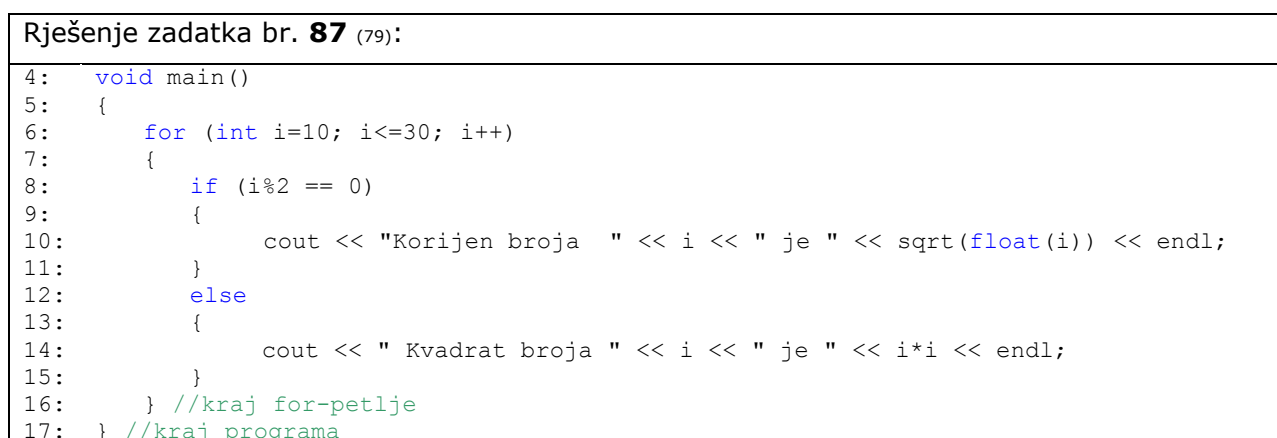 Rješenje zadatka br. 87 (79):
4: void main()
5: {
6: for (int i=10; i<=30; i++)
7: {
8: if (i%2 == 0)
9: {
10: cout << "Korijen broja  " << i << " je " << sqrt(float(i)) << endl;
11: }
12: else
13: {
14: cout << " Kvadrat broja " << i << " je " << i*i << endl;
15: }
16: } //kraj for-petlje
17: } //kraj programa